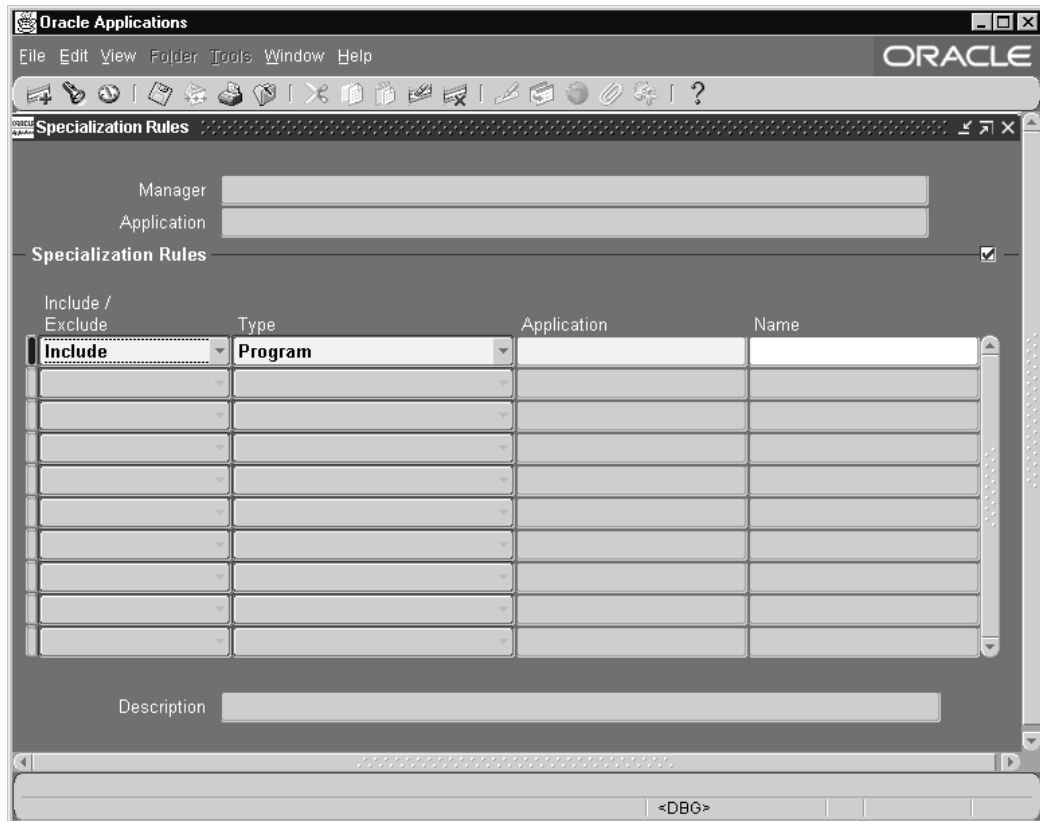 Oracle Applications
File Edit View Folder Tools Window Help
ORACLE
?
Specialization Rules
Manager
Application
Specialization Rules
Include /
Exclude Type Application Name
Include Program
Description
<DBG>